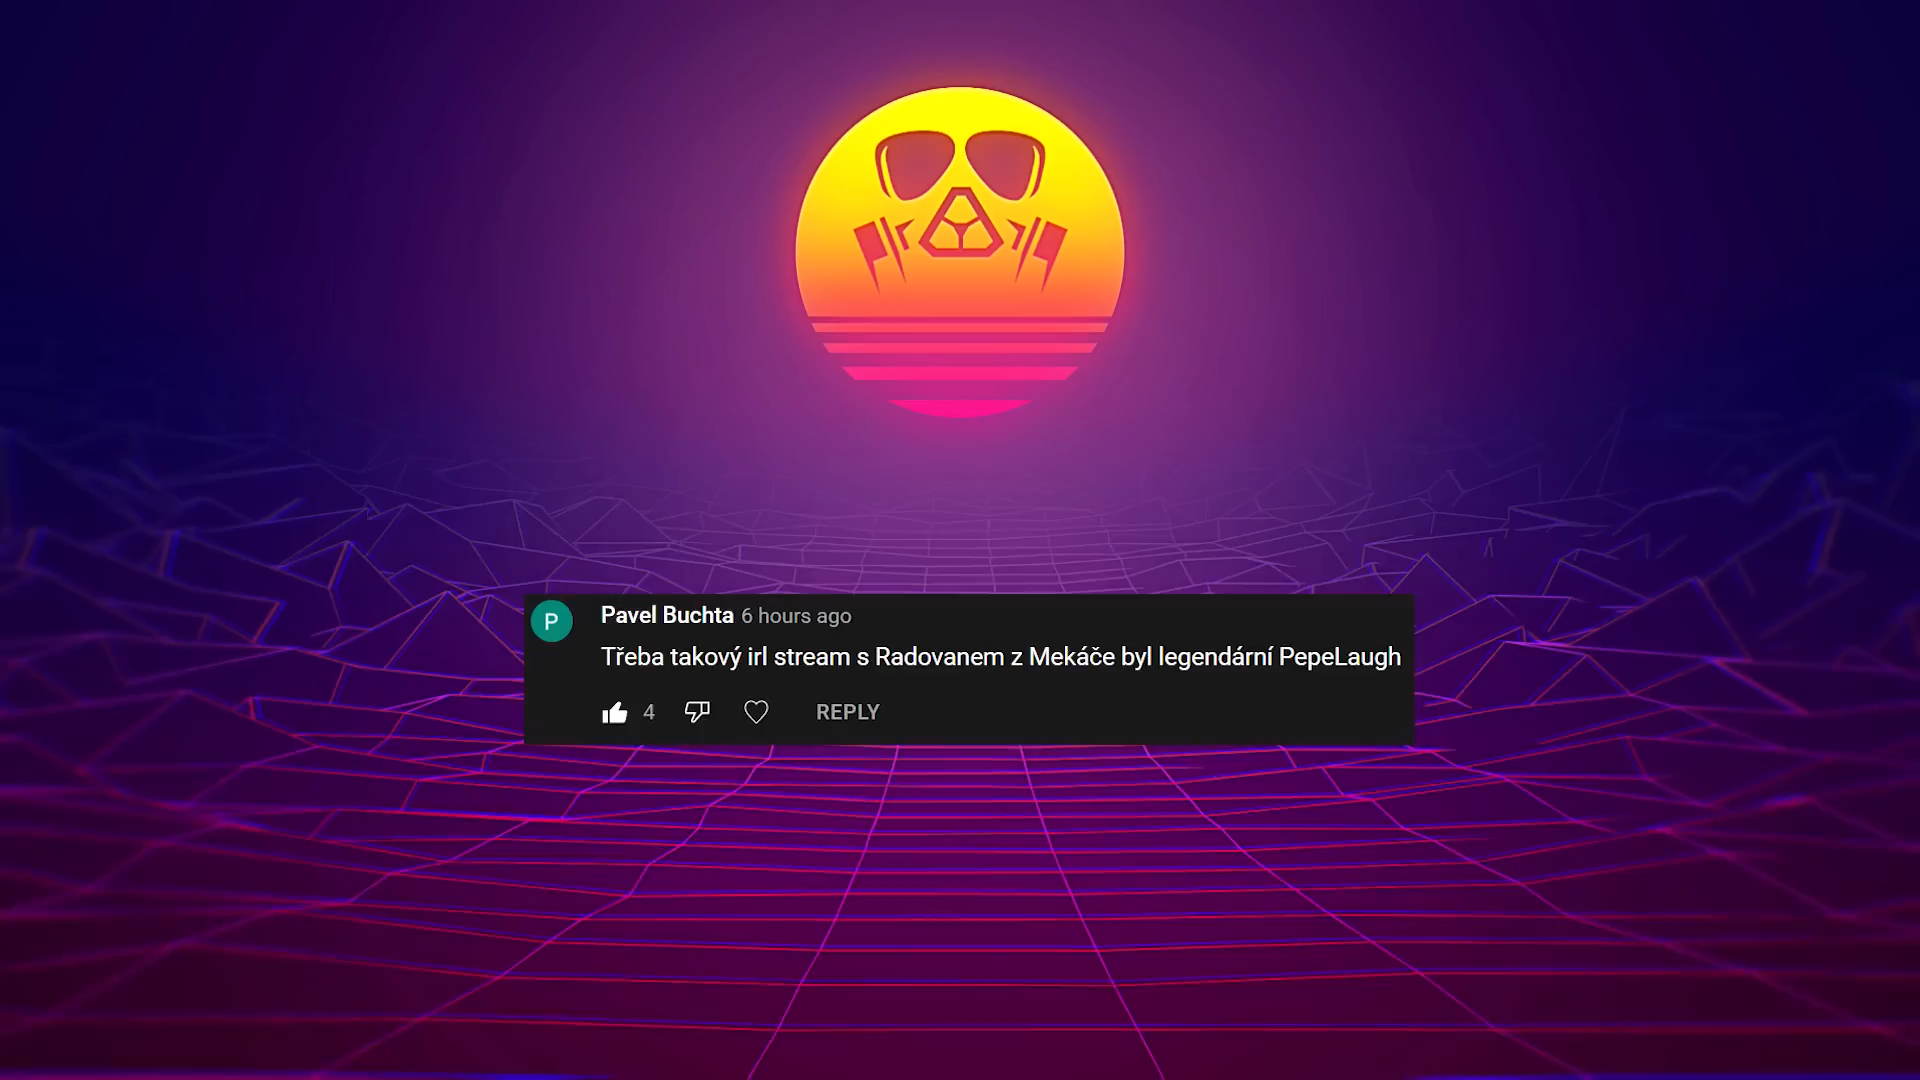 P
Pavel Buchta 6 hours ago
Třeba takový irl stream s Radovanem z Mekáče byl legendární PepeLaugh
4
REPLY